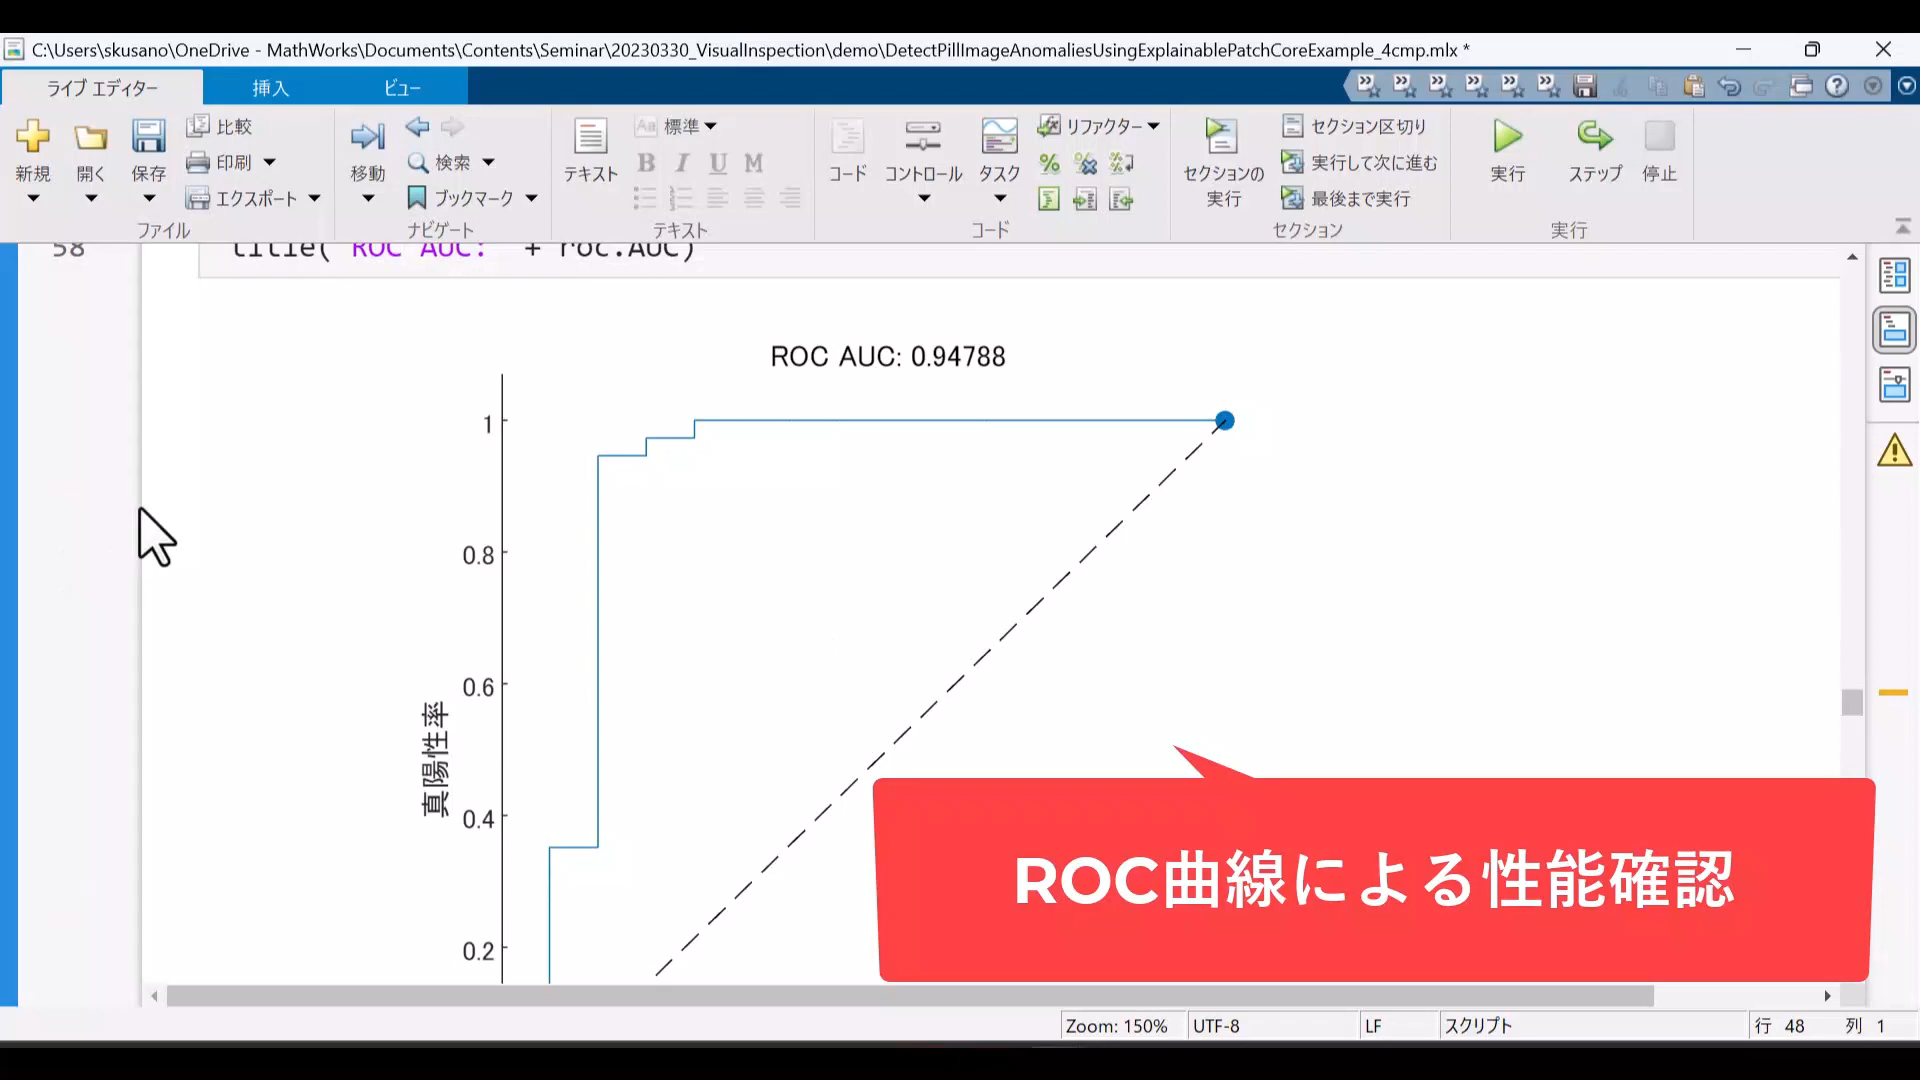 C:\Users\skusano\OneDrive - MathWorks\Documents\Contents\Seminar\20230330_VisualInspection\demo\DetectPillImageAnomaliesUsingExplainablePatchCoreExample_4cmp.mlx *
ライブ エディター 挿入 ビュー
新規 開く 保存 比較 印刷 エクスポート
ファイル
移動 検索 ブックマーク
ナビゲート
テキスト Aa 標準 B I U M
テキスト
コード コントロール タスク リファクター
コード
セクションの実行 セクション区切り 実行して次に進む 最後まで実行
セクション
実行 ステップ 停止
実行
58 title("ROC AUC: " + roc.AUC)
ROC AUC: 0.94788
1
0.8
0.6
真陽性率
0.4
0.2
ROC曲線による性能確認
Zoom: 150% UTF-8 LF スクリプト 行 48 列 1